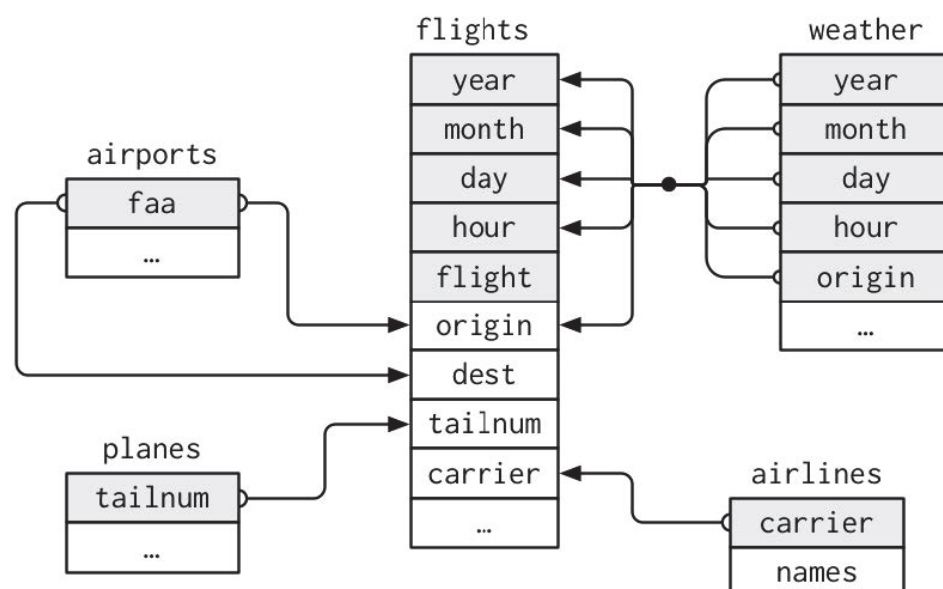 flights
year
month
day
hour
flight
origin
dest
tailnum
carrier
…
weather
year
month
day
hour
origin
…
airports
faa
…
planes
tailnum
…
airlines
carrier
names